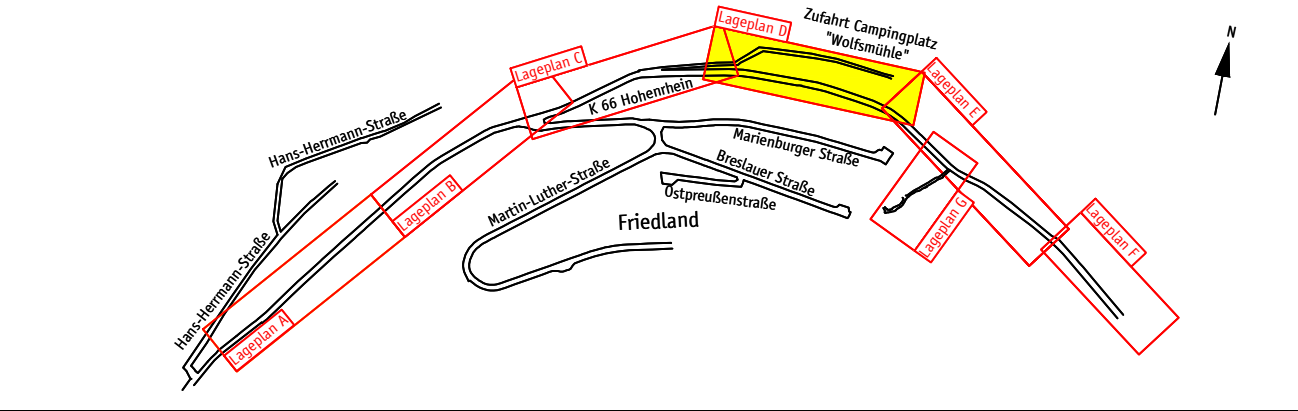 Lageplan D
Zufahrt Campingplatz
"Wolfsmühle"
N
Lageplan C
Lageplan E
K 66 Hohenrhein
Hans-Herrmann-Straße
Marienburger Straße
Breslauer Straße
Ostpreußenstraße
Martin-Luther-Straße
Lageplan B
Friedland
Lageplan G
Lageplan F
Hans-Herrmann-Straße
Lageplan A